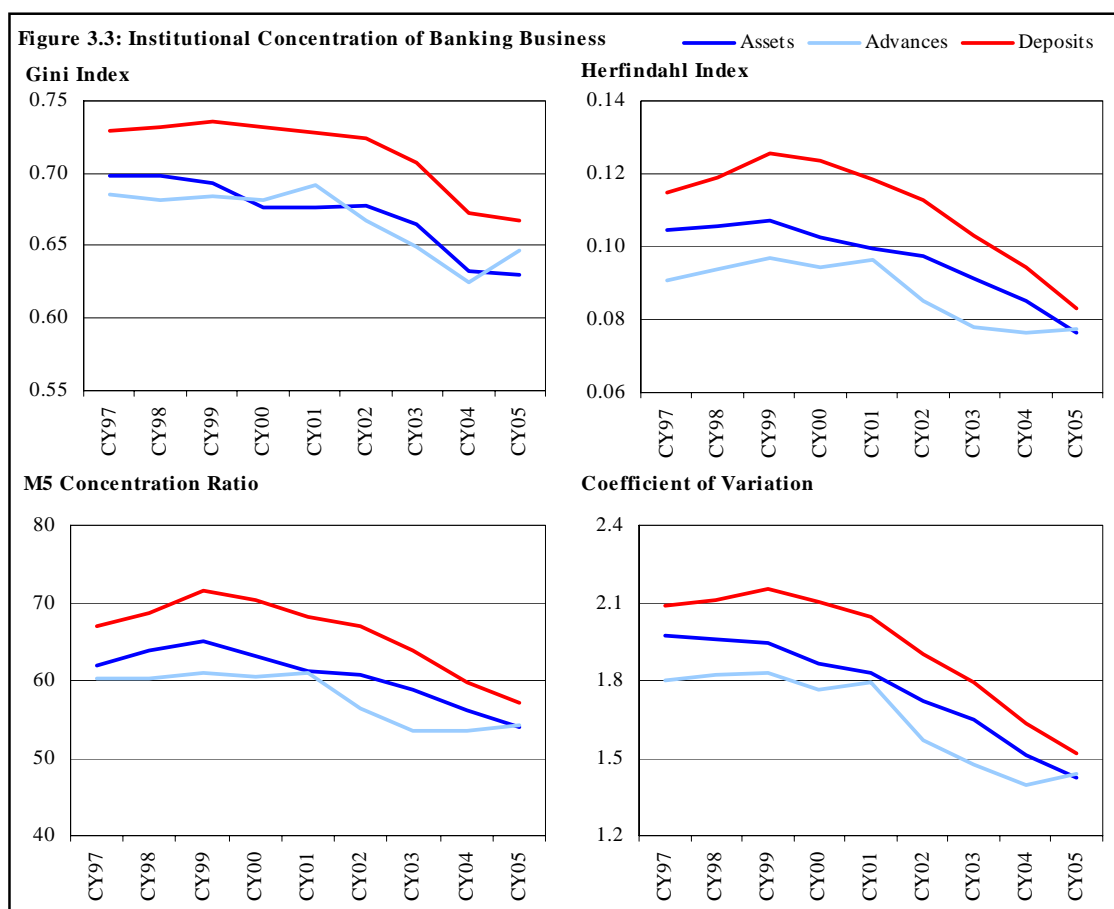 Figure 3.3: Institutional Concentration of Banking Business
Assets Advances Deposits
Gini Index
0.75
0.70
0.65
0.60
0.55
CY97 CY98 CY99 CY00 CY01 CY02 CY03 CY04 CY05
Herfindahl Index
0.14
0.12
0.10
0.08
0.06
CY97 CY98 CY99 CY00 CY01 CY02 CY03 CY04 CY05
M5 Concentration Ratio
80
70
60
50
40
CY97 CY98 CY99 CY00 CY01 CY02 CY03 CY04 CY05
Coefficient of Variation
2.4
2.1
1.8
1.5
1.2
CY97 CY98 CY99 CY00 CY01 CY02 CY03 CY04 CY05